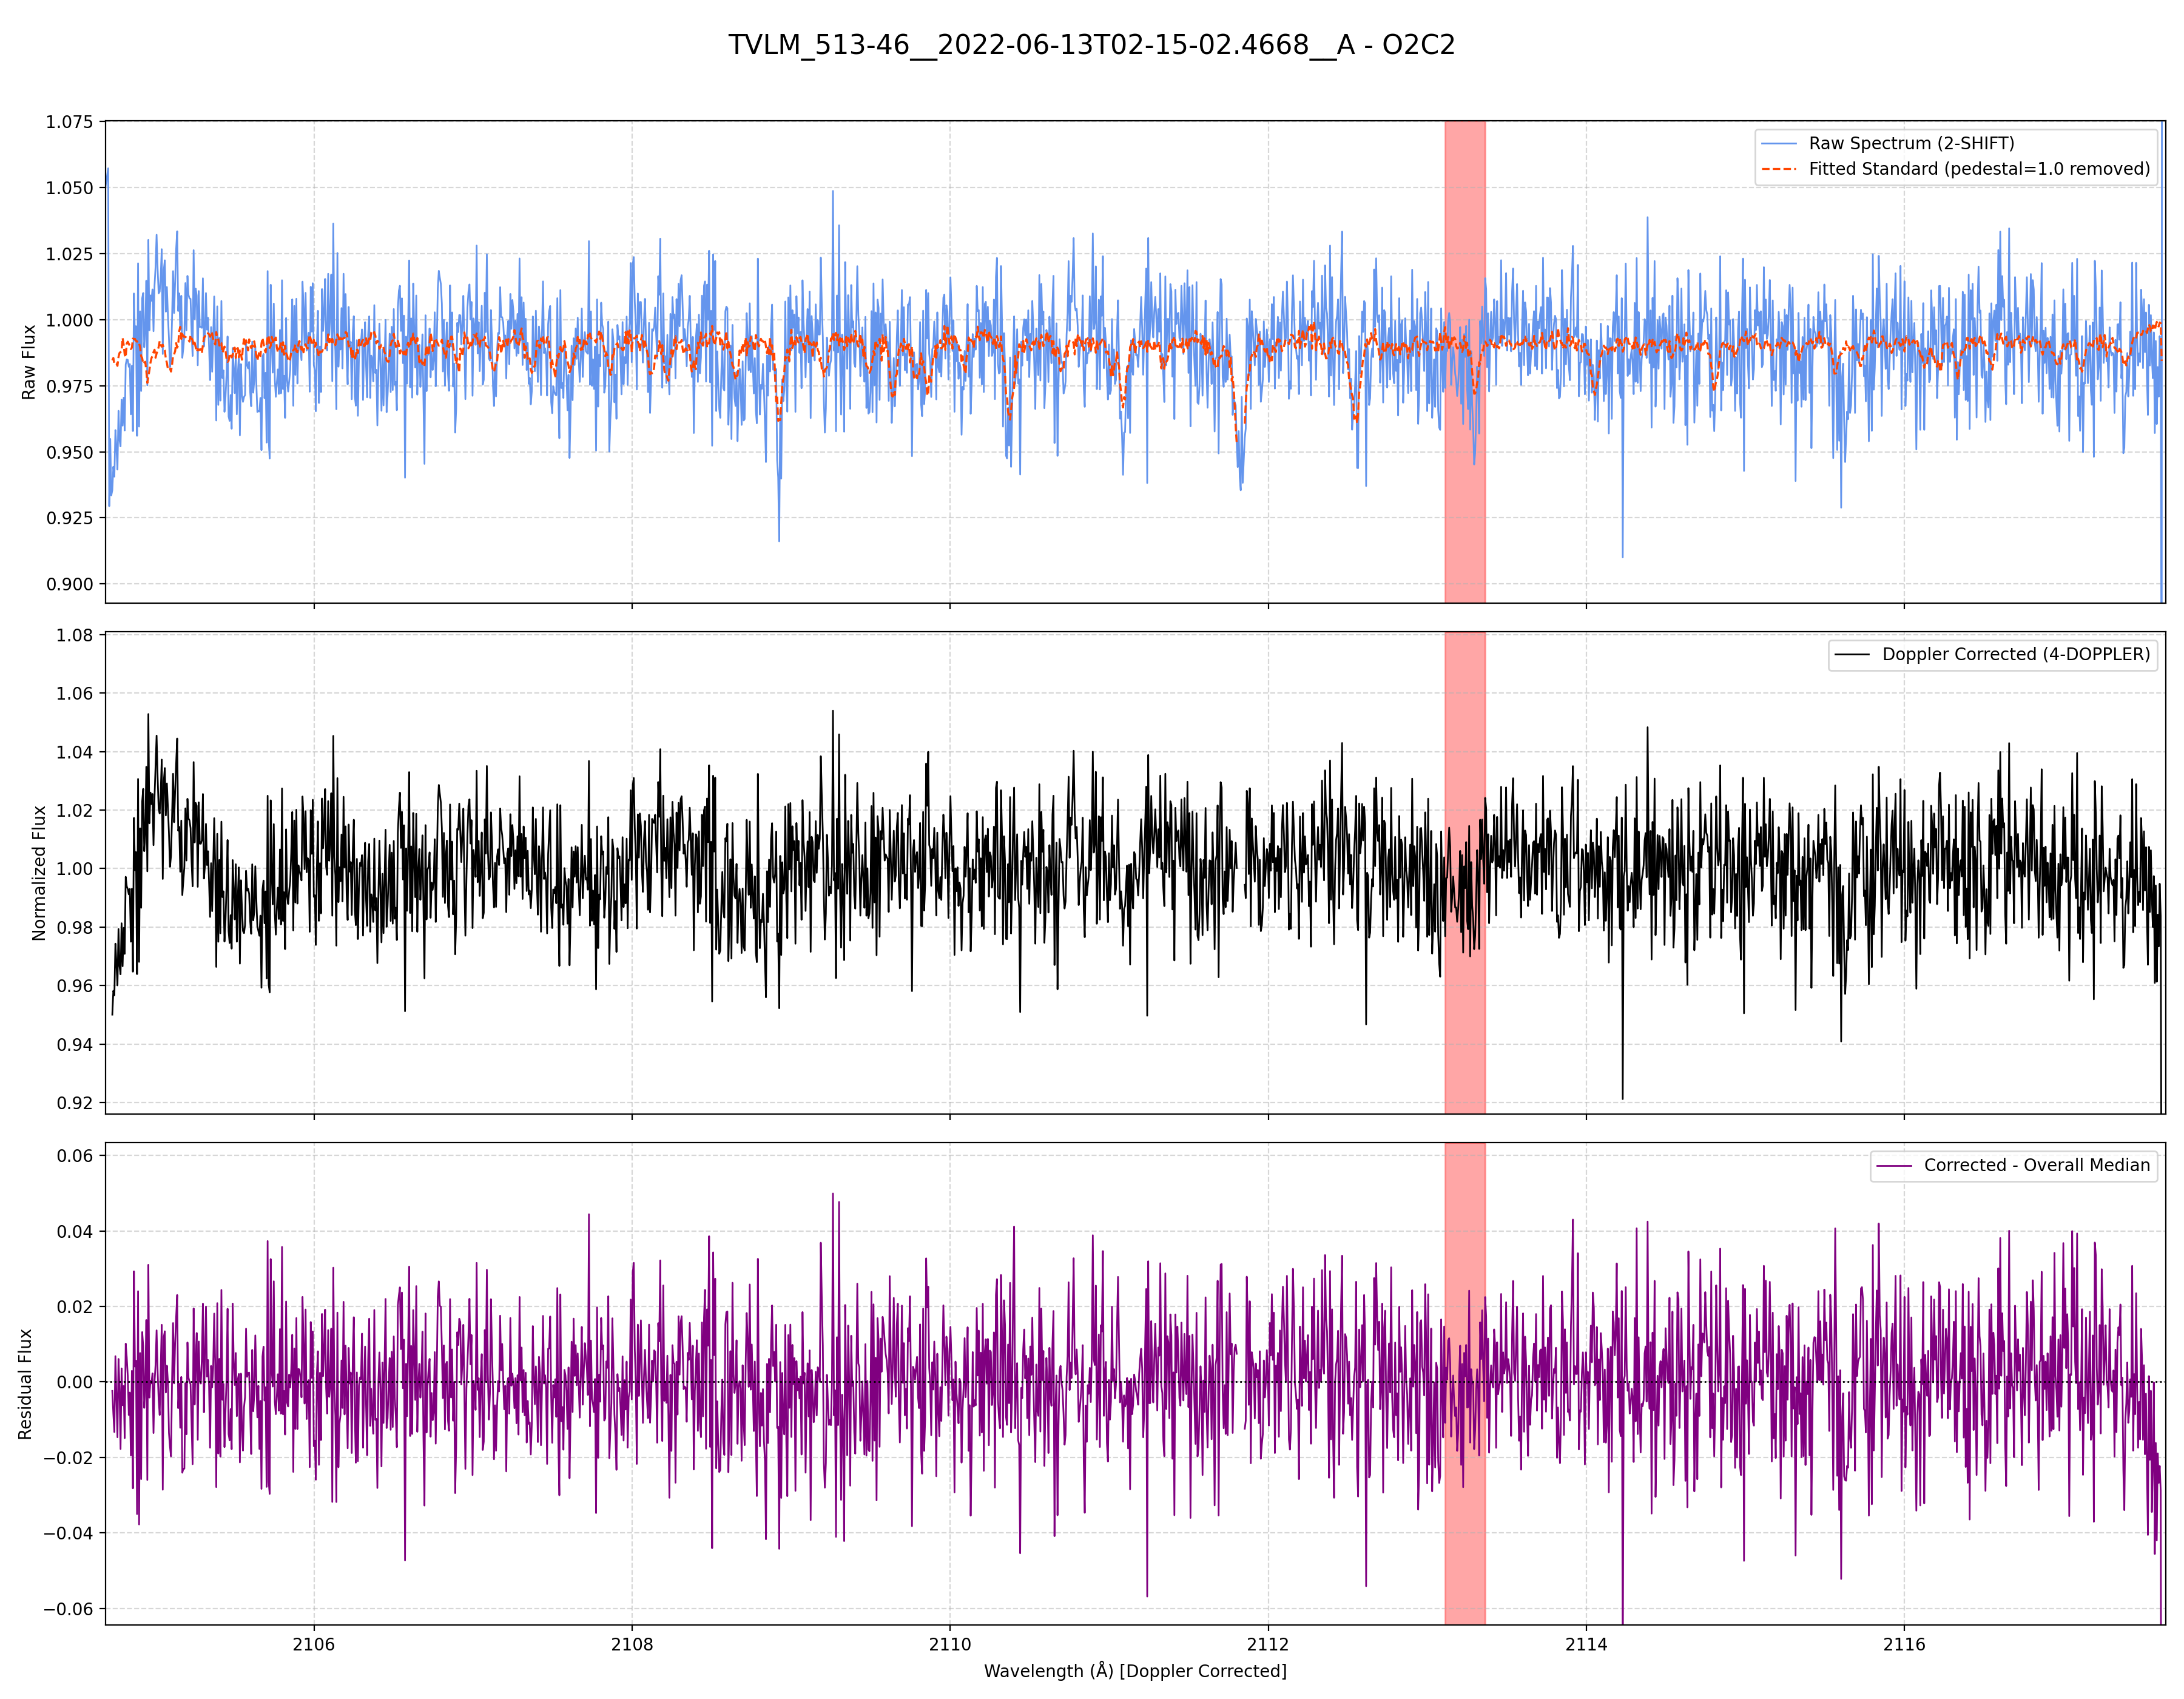 TVLM_513-46__2022-06-13T02-15-02.4668__A - O2C2
1.075
1.050
1.025
1.000
0.975
0.950
0.925
0.900
Raw Flux
Raw Spectrum (2-SHIFT)
Fitted Standard (pedestal=1.0 removed)
1.08
1.06
1.04
1.02
1.00
0.98
0.96
0.94
0.92
Normalized Flux
Doppler Corrected (4-DOPPLER)
0.06
0.04
0.02
0.00
−0.02
−0.04
−0.06
Residual Flux
Corrected - Overall Median
2106 2108 2110 2112 2114 2116
Wavelength (Å) [Doppler Corrected]